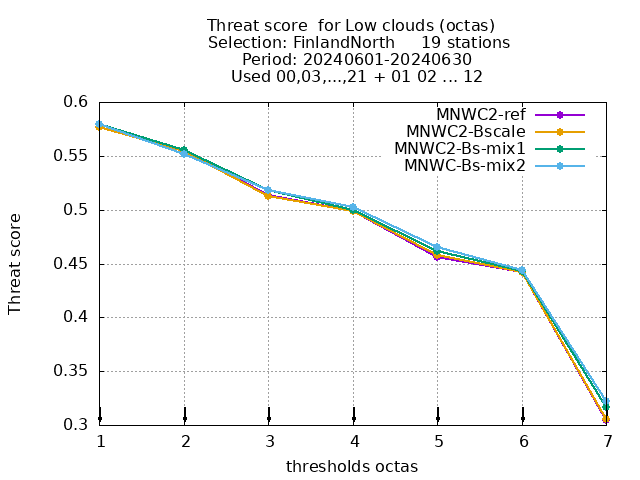 Threat score  for Low clouds (octas)
Selection: FinlandNorth     19 stations
Period: 20240601-20240630
Used 00,03,...,21 + 01 02 ... 12
MNWC2-ref
MNWC2-Bscale
MNWC2-Bs-mix1
MNWC-Bs-mix2
Threat score
0.6
0.55
0.5
0.45
0.4
0.35
0.3
1 2 3 4 5 6 7
thresholds octas